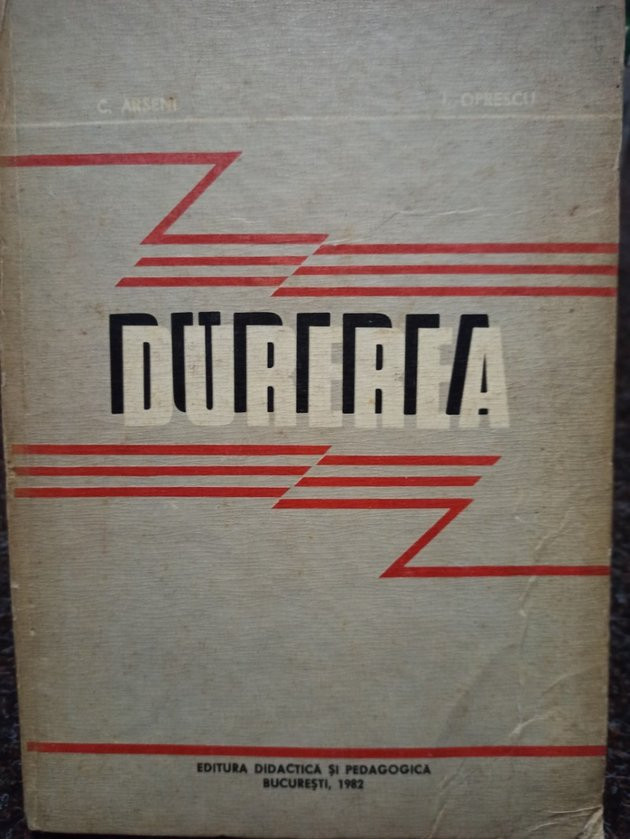 C. ARSENI I. OPRESCU
DUREREA
EDITURA DIDACTICA ŞI PEDAGOGICA
BUCUREŞTI, 1982